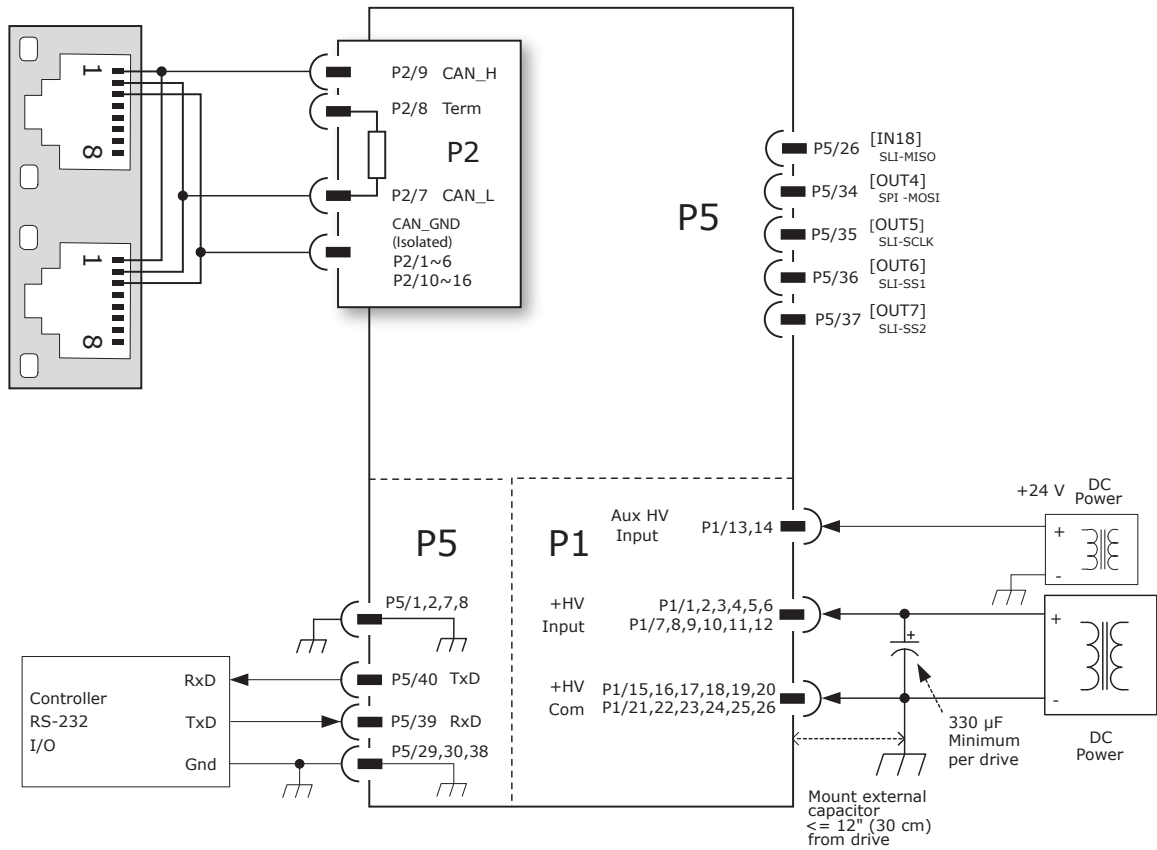 1
8
1
8
P2/9 CAN_H
P2/8 Term
P2
P2/7 CAN_L
CAN_GND
(Isolated)
P2/1~6
P2/10~16
P5
P5/26 [IN18]
SLI-MISO
P5/34 [OUT4]
SPI -MOSI
P5/35 [OUT5]
SLI-SCLK
P5/36 [OUT6]
SLI-SS1
P5/37 [OUT7]
SLI-SS2
P5
P5/1,2,7,8
Controller
RS-232
I/O
RxD
TxD
Gnd
P5/40 TxD
P5/39 RxD
P5/29,30,38
P1
Aux HV
Input
P1/13,14
+HV
Input
P1/1,2,3,4,5,6
P1/7,8,9,10,11,12
+HV
Com
P1/15,16,17,18,19,20
P1/21,22,23,24,25,26
+24 V
DC
Power
+
-
+
-
DC
Power
+
330 µF
Minimum
per drive
Mount external
capacitor
<= 12" (30 cm)
from drive